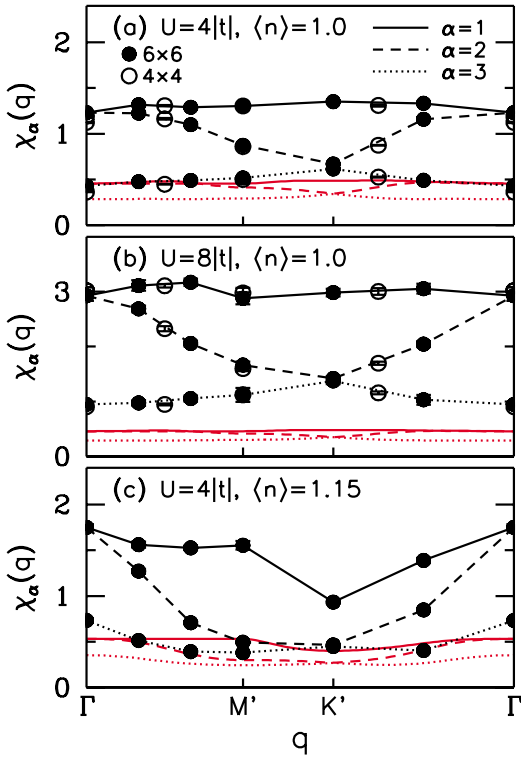 (a) U=4|t|, ⟨n⟩=1.0
α=1
6×6
α=2
4×4
α=3
2
1
0
χα(q)
(b) U=8|t|, ⟨n⟩=1.0
3
0
χα(q)
(c) U=4|t|, ⟨n⟩=1.15
2
1
0
χα(q)
Γ M' K' Γ
q